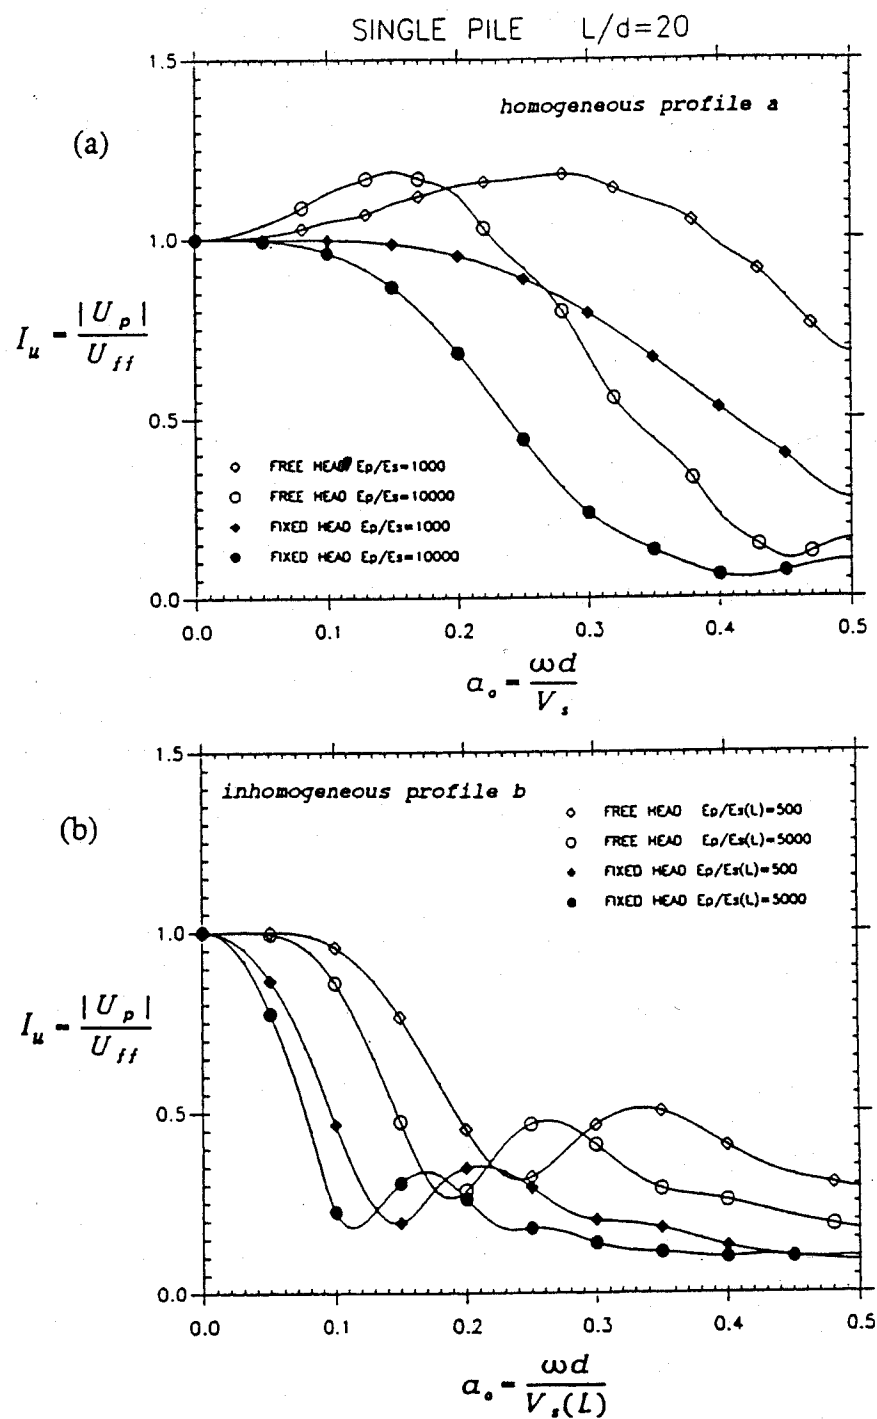 SINGLE PILE L/d=20
(a)
homogeneous profile a
1.5
1.0
0.5
0.0
I_u = |U_p| / U_ff
FREE HEAD Ep/Es=1000
FREE HEAD Ep/Es=10000
FIXED HEAD Ep/Es=1000
FIXED HEAD Ep/Es=10000
0.0 0.1 0.2 0.3 0.4 0.5
a_o = ωd / V_s
(b)
inhomogeneous profile b
1.5
1.0
0.5
0.0
I_u = |U_p| / U_ff
FREE HEAD Ep/Es(L)=500
FREE HEAD Ep/Es(L)=5000
FIXED HEAD Ep/Es(L)=500
FIXED HEAD Ep/Es(L)=5000
0.0 0.1 0.2 0.3 0.4 0.5
a_o = ωd / V_s(L)